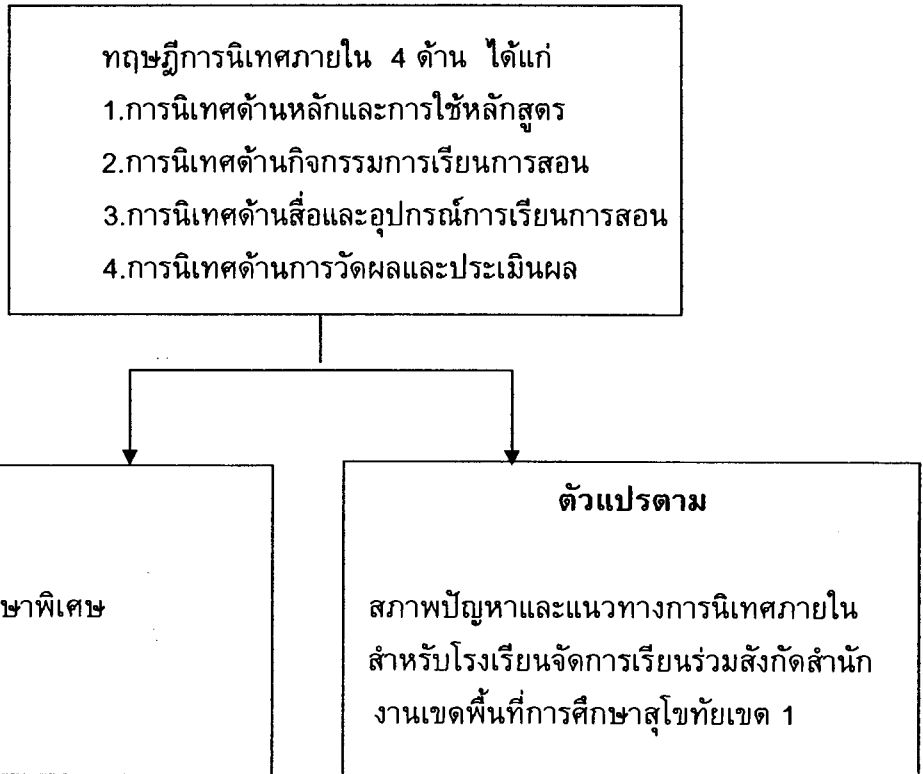 ทฤษฎีการนิเทศภายใน 4 ด้าน ได้แก่
1.การนิเทศด้านหลักและการใช้หลักสูตร
2.การนิเทศด้านกิจกรรมการเรียนการสอน
3.การนิเทศด้านสื่อและอุปกรณ์การเรียนการสอน
4.การนิเทศด้านการวัดผลและประเมินผล
ษาพิเศษ
ตัวแปรตาม
สภาพปัญหาและแนวทางการนิเทศภายใน
สำหรับโรงเรียนจัดการเรียนร่วมสังกัดสำนัก
งานเขตพื้นที่การศึกษาสุโขทัยเขต 1